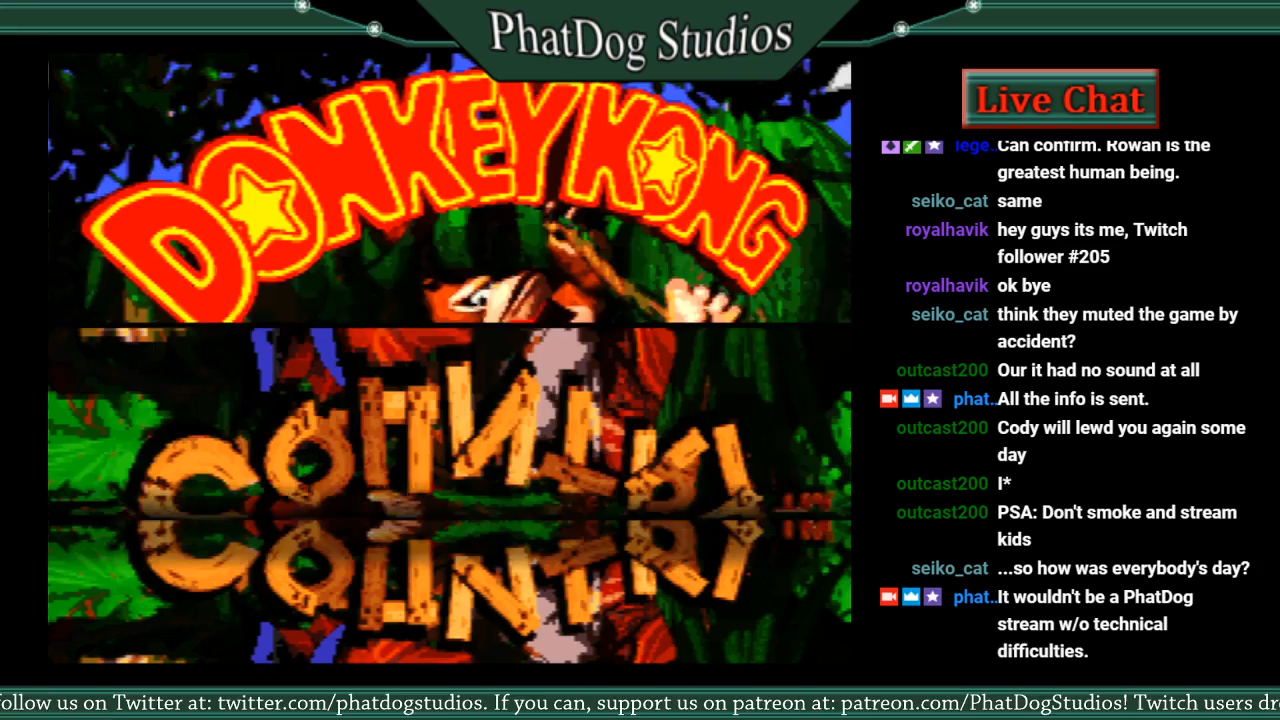 PhatDog Studios
DONKEY KONG
COUNTRY
Live Chat
lege.. Can confirm. Rowan is the
greatest human being.
seiko_cat same
royalhavik hey guys its me, Twitch
follower #205
royalhavik ok bye
seiko_cat think they muted the game by
accident?
outcast200 Our it had no sound at all
phat.. All the info is sent.
outcast200 Cody will lewd you again some
day
outcast200 I*
outcast200 PSA: Don't smoke and stream
kids
seiko_cat ...so how was everybody's day?
phat.. It wouldn't be a PhatDog
stream w/o technical
difficulties.
follow us on Twitter at: twitter.com/phatdogstudios. If you can, support us on patreon at: patreon.com/PhatDogStudios! Twitch users